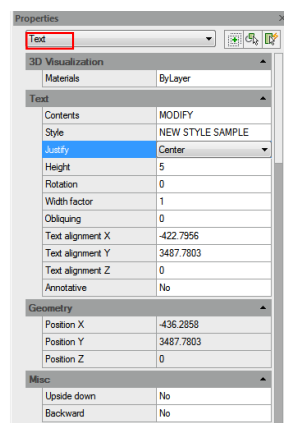 Properties
Text
3D Visualization
Materials ByLayer
Text
Contents MODIFY
Style NEW STYLE SAMPLE
Justify Center
Height 5
Rotation 0
Width factor 1
Obliquing 0
Text alignment X -422.7956
Text alignment Y 3487.7803
Text alignment Z 0
Annotative No
Geometry
Position X -436.2858
Position Y 3487.7803
Position Z 0
Misc
Upside down No
Backward No